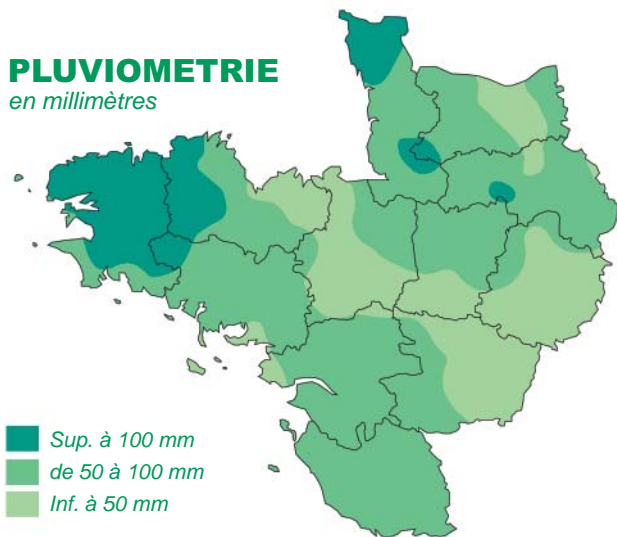 PLUVIOMETRIE
en millimètres
Sup. à 100 mm
de 50 à 100 mm
Inf. à 50 mm